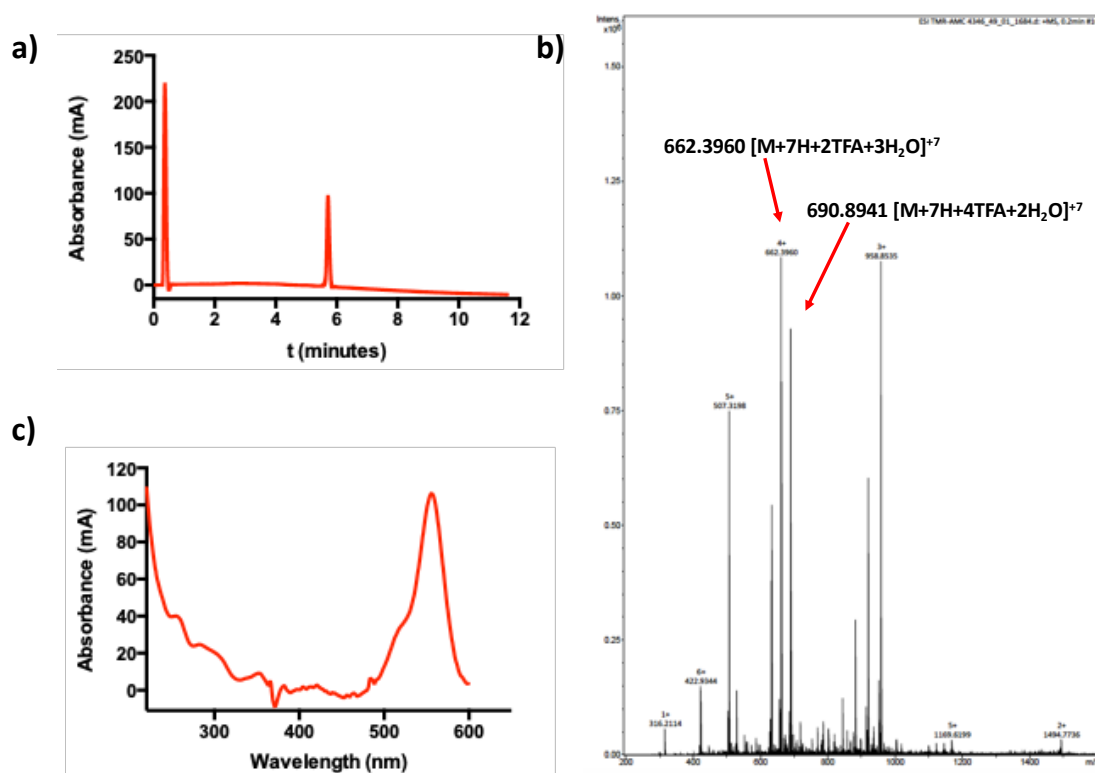 a)
250
200
150
100
50
0
Absorbance (mA)
0 2 4 6 8 10 12
t (minutes)
b)
Intens.
x10⁶
ESI TMR-AMC 4346_49_01_1684.d: +MS, 0.2min
1.50
1.25
1.00
0.75
0.50
0.25
0.00
662.3960 [M+7H+2TFA+3H₂O]⁺⁷
690.8941 [M+7H+4TFA+2H₂O]⁺⁷
4+
662.3960
3+
958.8535
5+
507.3198
6+
422.9344
1+
316.2114
5+
1169.6199
2+
1494.7736
200 400 600 800 1000 1200 1400
c)
120
100
80
60
40
20
0
Absorbance (mA)
300 400 500 600
Wavelength (nm)